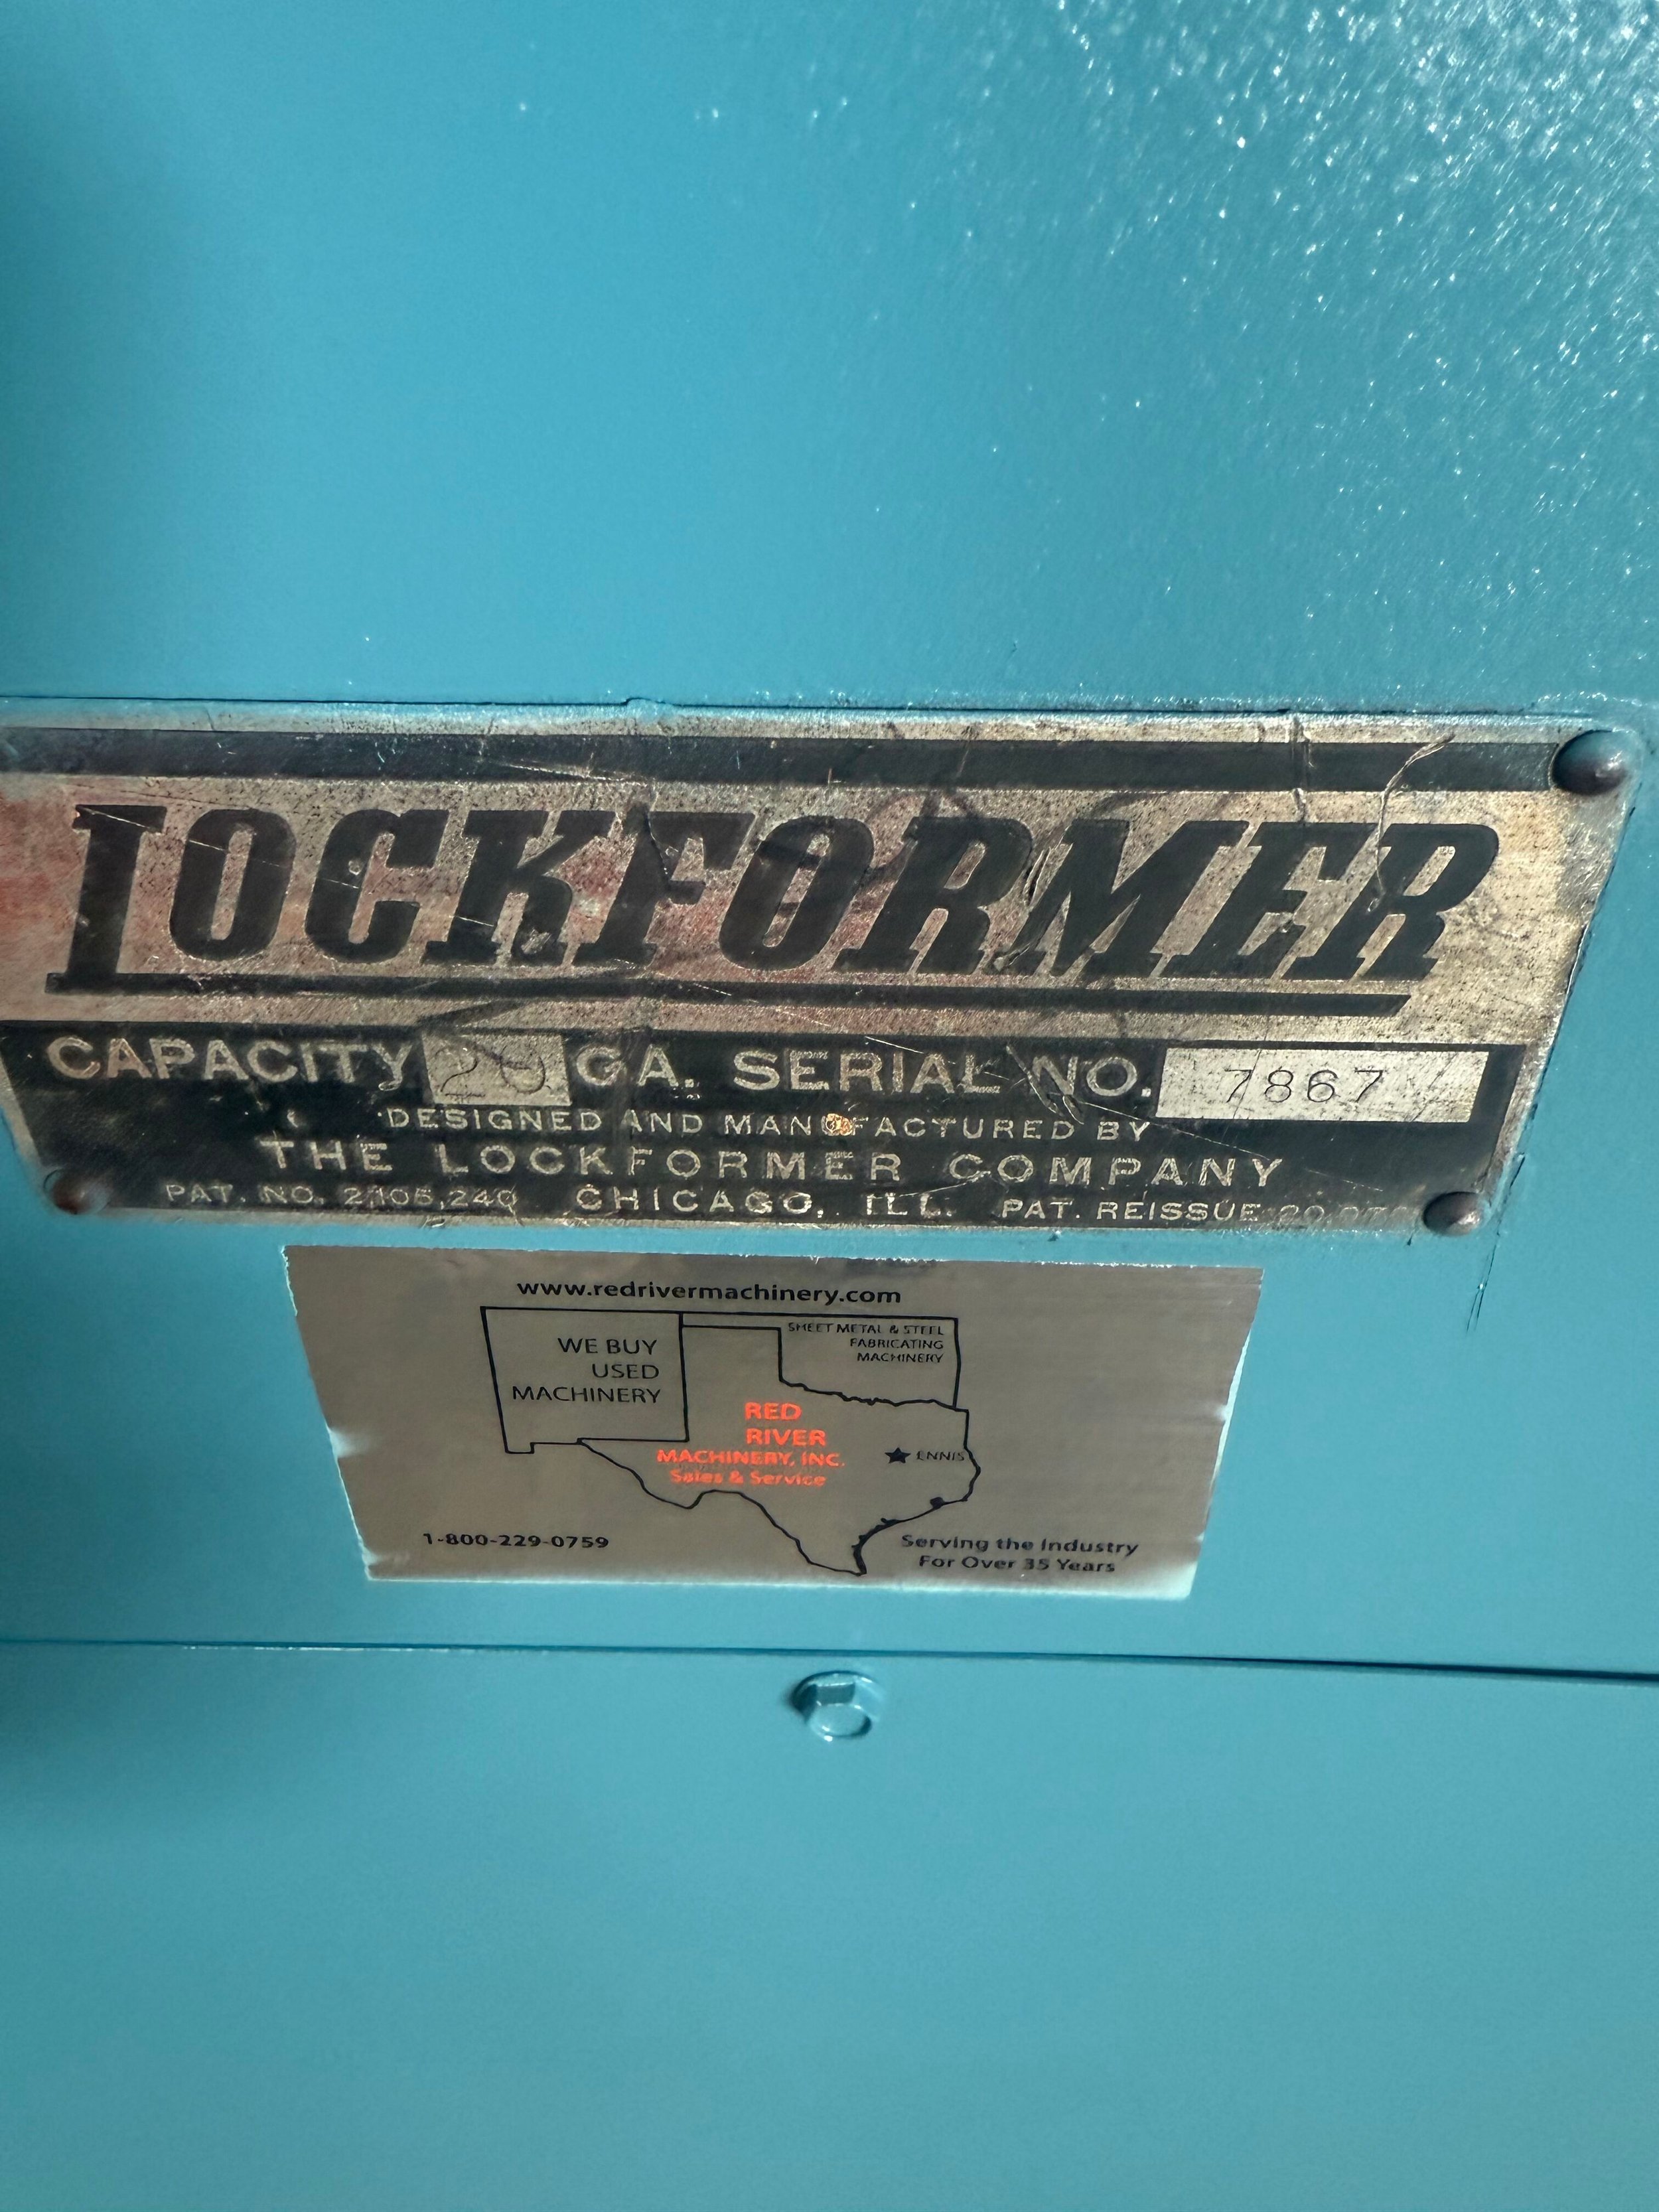 LOCKFORMER
CAPACITY 20 GA. SERIAL NO. 7867
DESIGNED AND MANUFACTURED BY
THE LOCKFORMER COMPANY
PAT. NO. 2,105,240 CHICAGO, ILL. PAT. REISSUE
www.redrivermachinery.com
WE BUY
USED
MACHINERY
SHEET METAL & STEEL
FABRICATING
MACHINERY
RED
RIVER
MACHINERY, INC.
Sales & Service
ENNIS
1-800-229-0759
Serving the Industry
For Over 35 Years